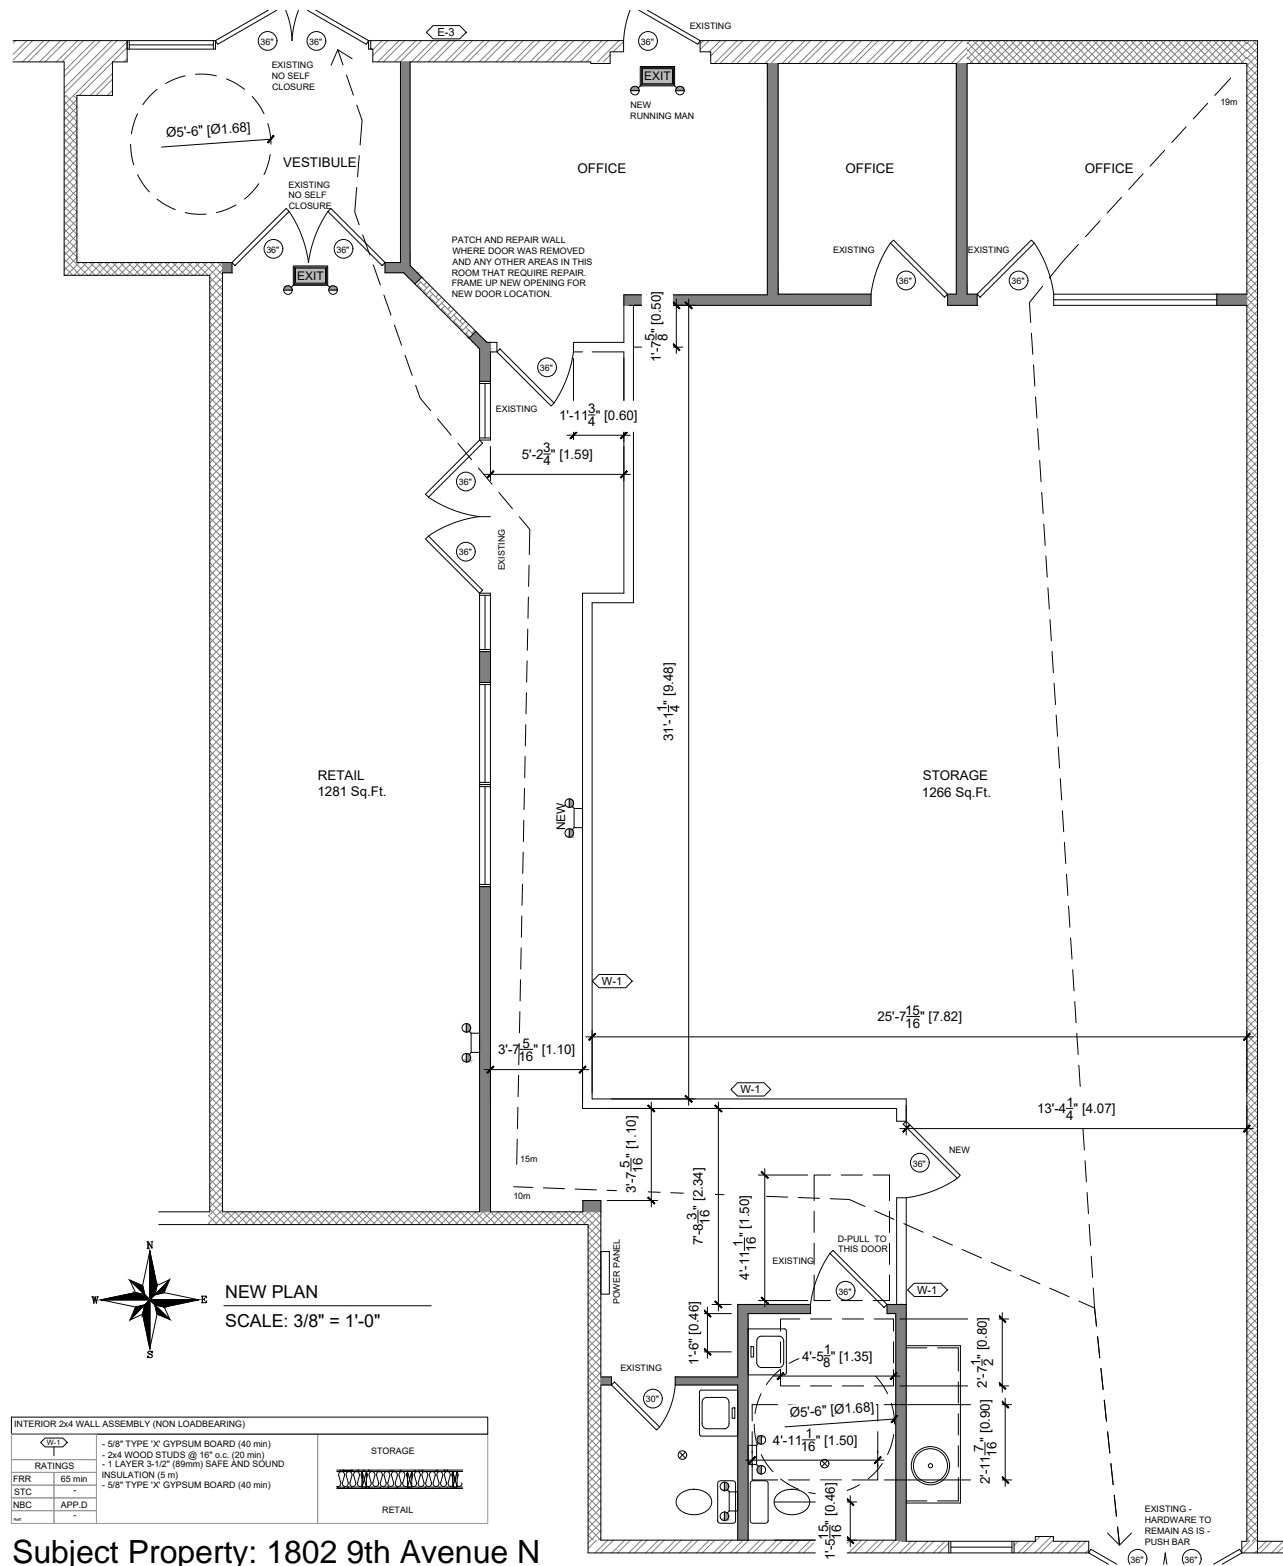 E-3
EXISTING
36"
36"
36"
EXISTING
NO SELF
CLOSURE
EXIT
NEW
RUNNING MAN
19m
Ø5'-6" [Ø1.68]
VESTIBULE
OFFICE
OFFICE
OFFICE
EXISTING
NO SELF
CLOSURE
36"
36"
EXIT
PATCH AND REPAIR WALL
WHERE DOOR WAS REMOVED
AND ANY OTHER AREAS IN THIS
ROOM THAT REQUIRE REPAIR.
FRAME UP NEW OPENING FOR
NEW DOOR LOCATION.
EXISTING
EXISTING
36"
36"
1'-7 5/8" [0.50]
36"
EXISTING
1'-11 3/4" [0.60]
5'-2 3/4" [1.59]
36"
36"
EXISTING
31'-1 1/4" [9.48]
RETAIL
1281 Sq.Ft.
STORAGE
1266 Sq.Ft.
NEW
W-1
25'-7 15/16" [7.82]
3'-7 5/16" [1.10]
W-1
13'-4 1/4" [4.07]
3'-7 5/16" [1.10]
NEW
36"
15m
10m
7'-8 3/16" [2.34]
4'-11 1/16" [1.50]
D-PULL TO
THIS DOOR
EXISTING
36"
POWER PANEL
W-1
N
W
E
S
NEW PLAN
SCALE: 3/8" = 1'-0"
1'-6" [0.46]
4'-5 1/8" [1.35]
2'-7 1/2" [0.80]
EXISTING
30"
Ø5'-6" [Ø1.68]
4'-11 1/16" [1.50]
2'-11 7/16" [0.90]
1'-5 15/16" [0.46]
EXISTING -
HARDWARE TO
REMAIN AS IS -
PUSH BAR
36"
36"
INTERIOR 2x4 WALL ASSEMBLY (NON LOADBEARING)
W-1
RATINGS
FRR 65 min
STC -
NBC APP.D
-
- 5/8" TYPE 'X' GYPSUM BOARD (40 min)
- 2x4 WOOD STUDS @ 16" o.c. (20 min)
- 1 LAYER 3-1/2" (89mm) SAFE AND SOUND
INSULATION (5 m)
- 5/8" TYPE 'X' GYPSUM BOARD (40 min)
STORAGE
RETAIL
Subject Property: 1802 9th Avenue N